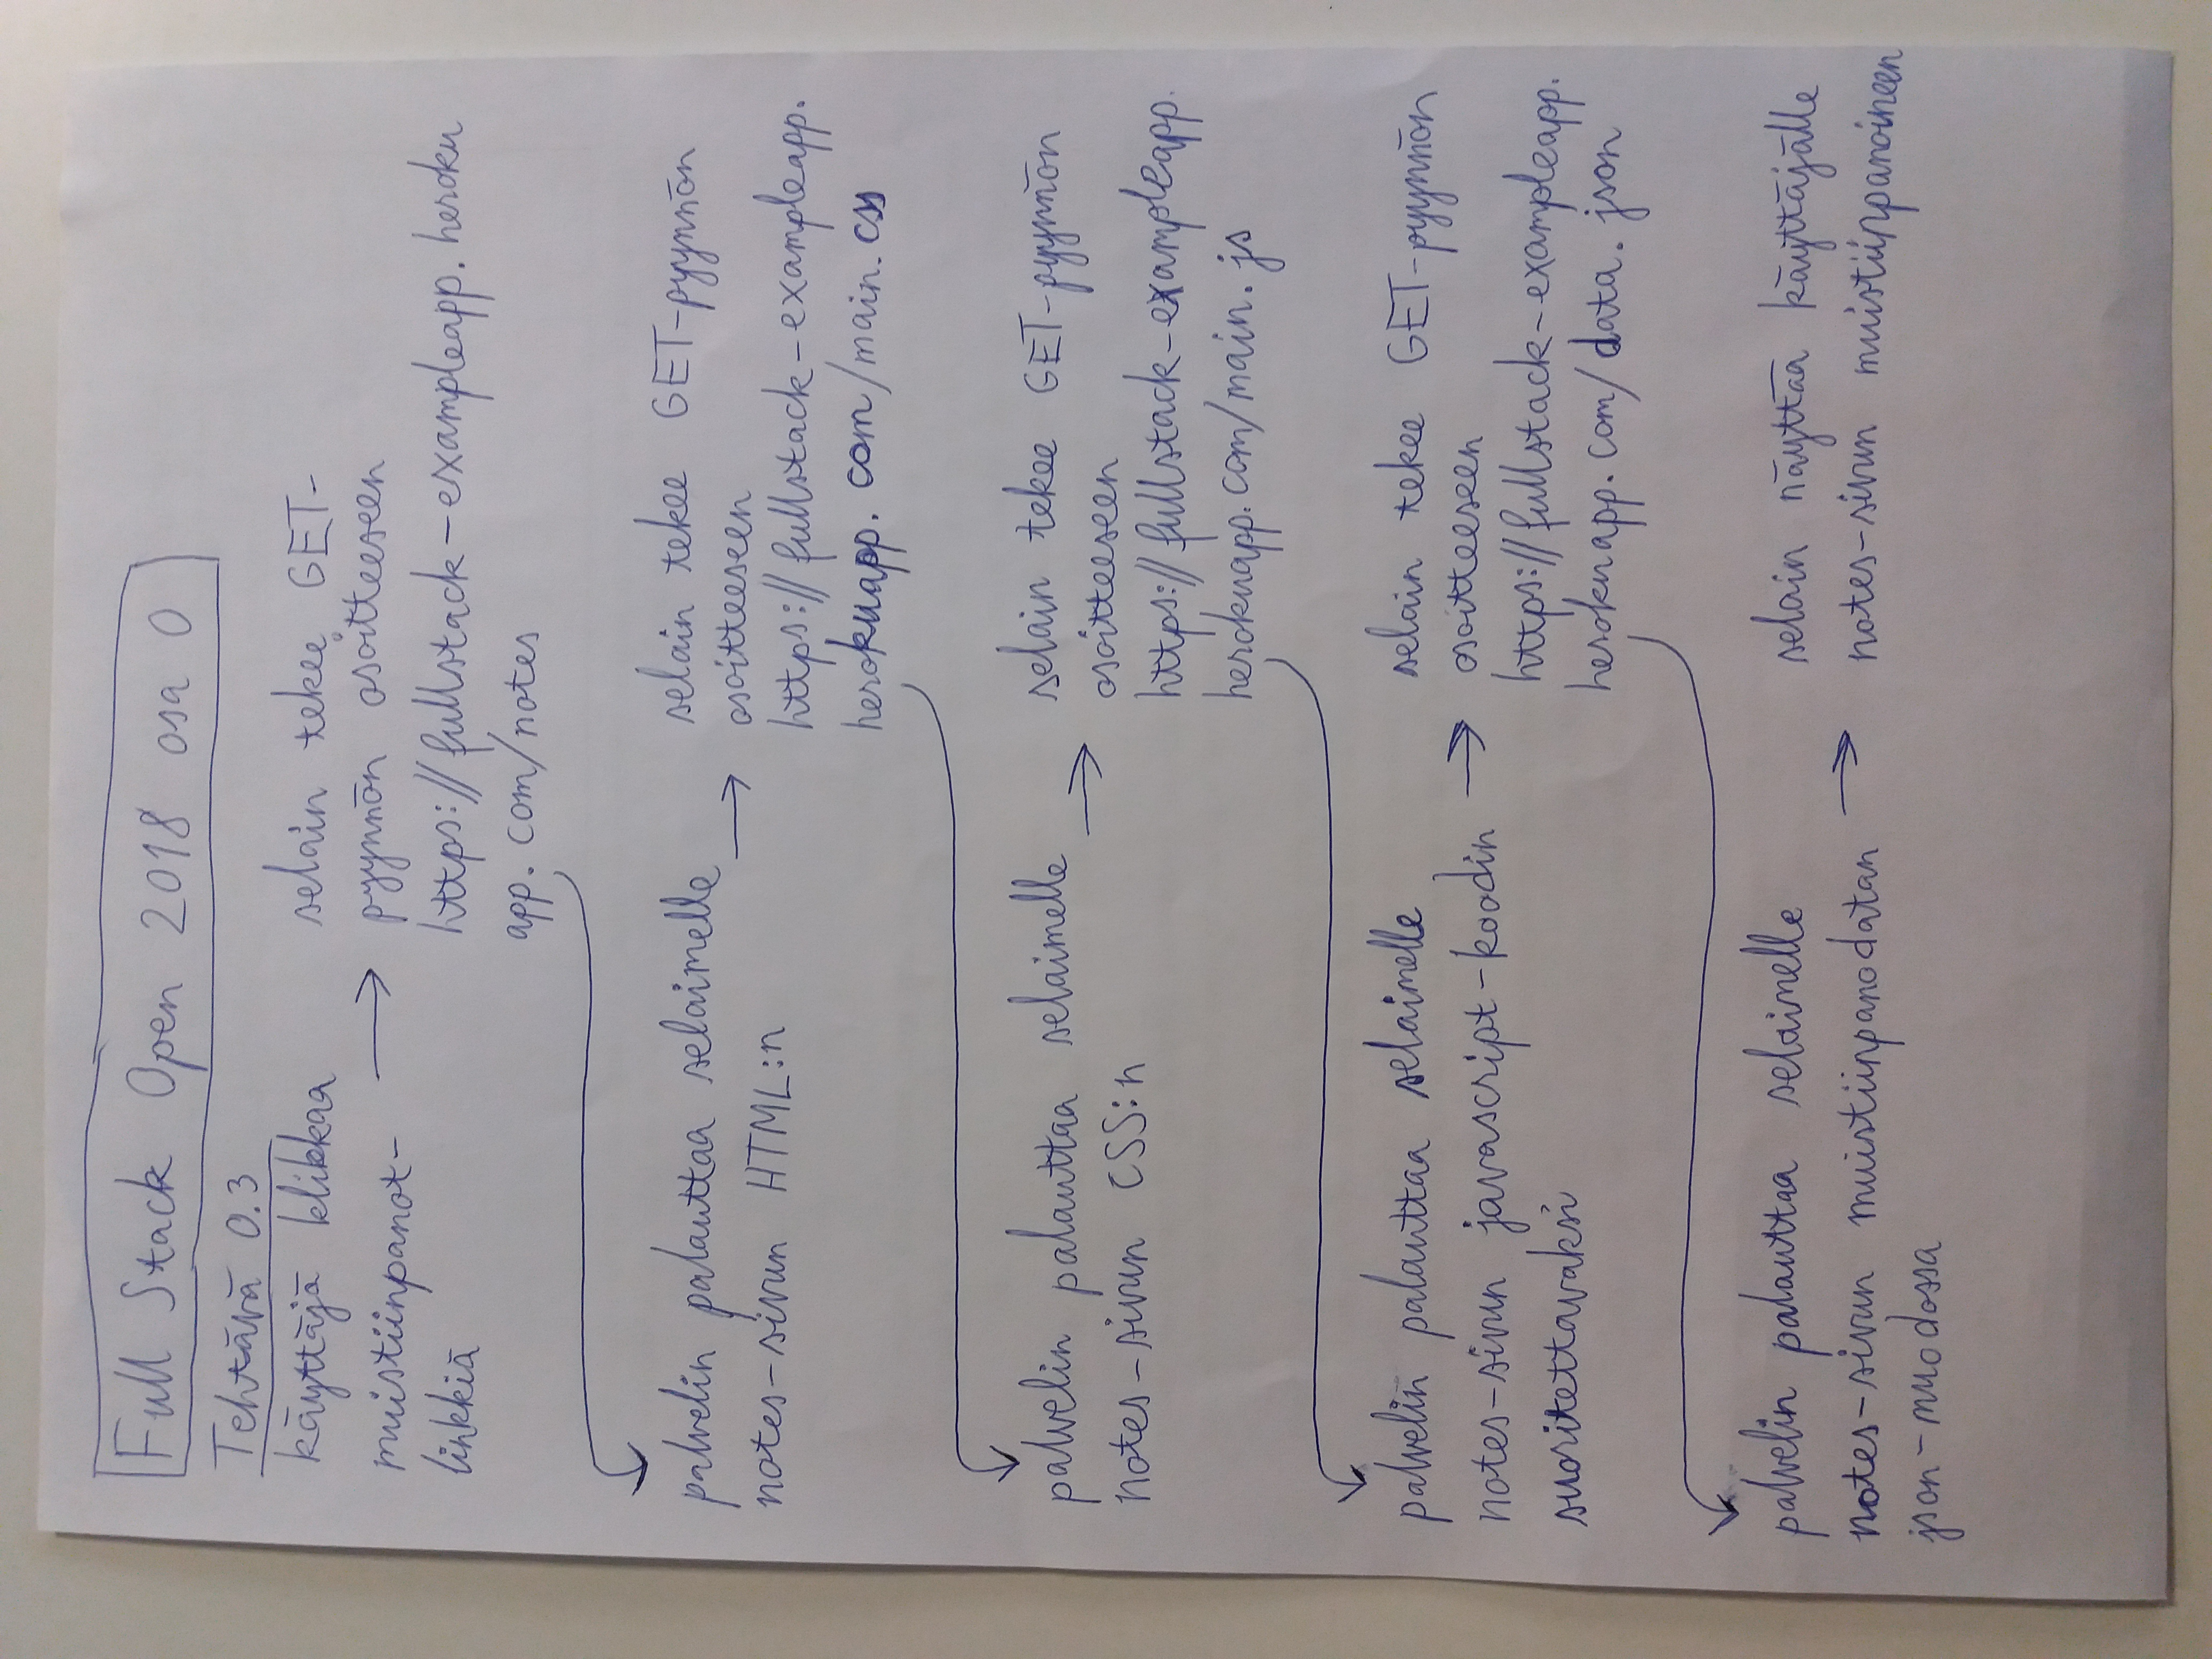 Full Stack Open 2018 osa 0
Tehtävä 0.3
käyttäjä klikkaa
muistiinpanot-
linkkiä
selain tekee GET-
pyynnön osoitteeseen
https://fullstack-exampleapp.heroku
app.com/notes
palvelin palauttaa selaimelle
notes-sivun HTML:n
selain tekee GET-pyynnön
osoitteeseen
https://fullstack-exampleapp.
herokuapp.com/main.css
palvelin palauttaa selaimelle
notes-sivun CSS:n
selain tekee GET-pyynnön
osoitteeseen
https://fullstack-exampleapp.
herokuapp.com/main.js
palvelin palauttaa selaimelle
notes-sivun javascript-koodin
suoritettavaksi
selain tekee GET-pyynnön
osoitteeseen
https://fullstack-exampleapp.
herokuapp.com/data.json
palvelin palauttaa selaimelle
notes-sivun muistiinpanodatan
json-muodossa
selain näyttää käyttäjälle
notes-sivun muistiinpanoineen